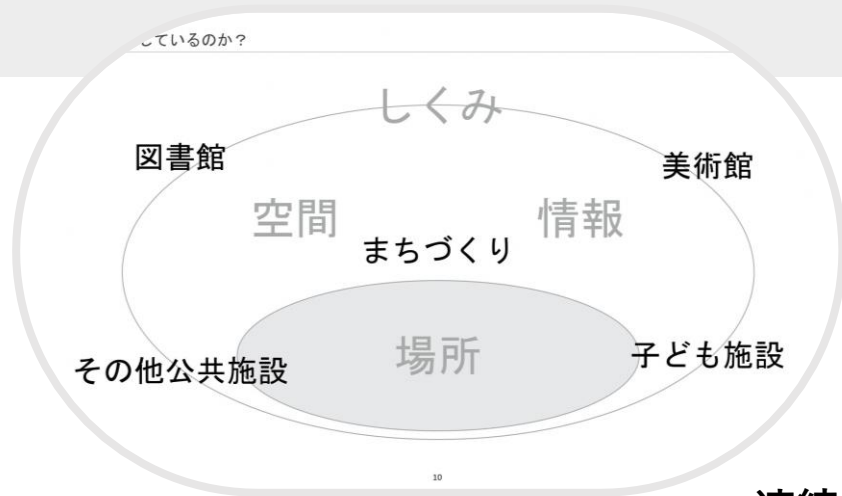 しているのか？
しくみ
図書館
美術館
空間
情報
まちづくり
場所
その他公共施設
子ども施設
10
連続